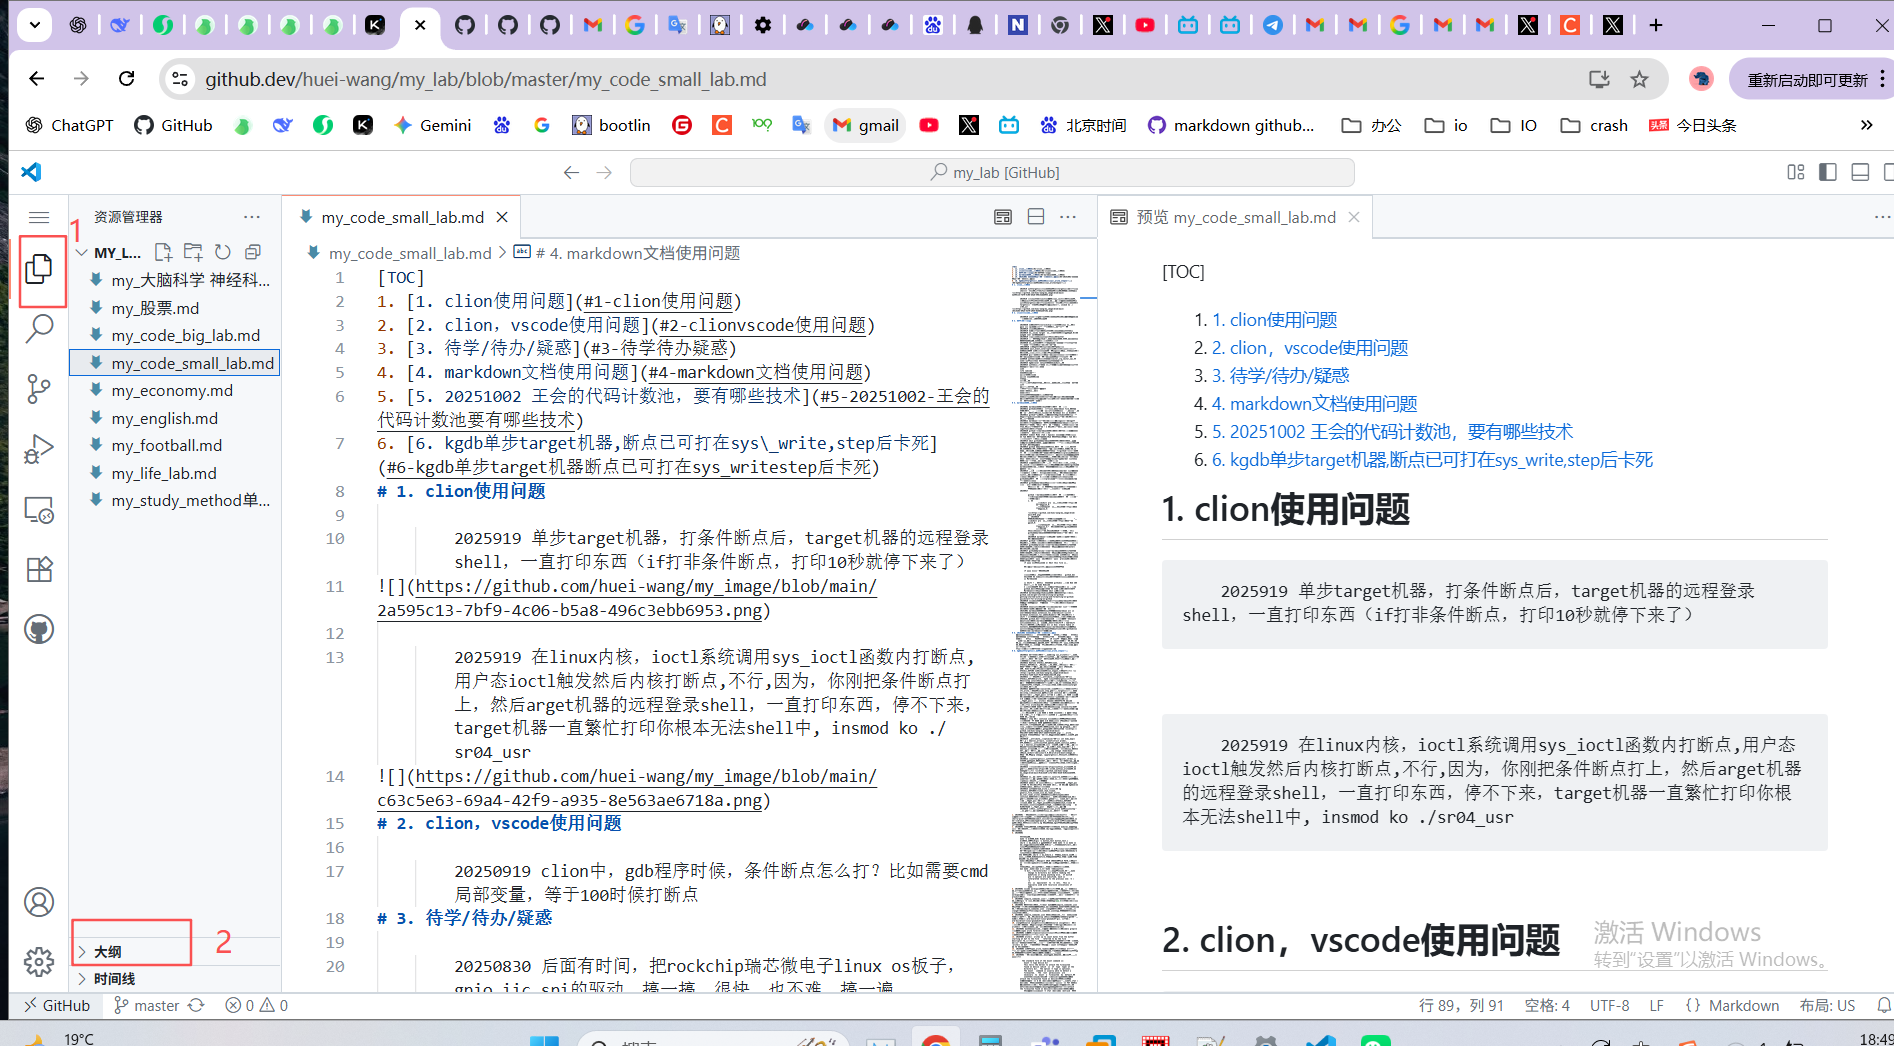 github.dev/huei-wang/my_lab/blob/master/my_code_small_lab.md
重新启动即可更新
ChatGPT
GitHub
Gemini
bootlin
gmail
北京时间
markdown github...
办公
io
IO
crash
今日头条
my_lab [GitHub]
资源管理器
1
MY_L...
my_大脑科学 神经科...
my_股票.md
my_code_big_lab.md
my_code_small_lab.md
my_economy.md
my_english.md
my_football.md
my_life_lab.md
my_study_method单...
大纲
2
时间线
my_code_small_lab.md
my_code_small_lab.md > # 4. markdown文档使用问题
1 [TOC]
2 1. [1. clion使用问题](#1-clion使用问题)
3 2. [2. clion，vscode使用问题](#2-clionvscode使用问题)
4 3. [3. 待学/待办/疑惑](#3-待学待办疑惑)
5 4. [4. markdown文档使用问题](#4-markdown文档使用问题)
6 5. [5. 20251002 王会的代码计数池，要有哪些技术](#5-20251002-王会的
代码计数池要有哪些技术)
7 6. [6. kgdb单步target机器,断点已可打在sys\_write,step后卡死]
(#6-kgdb单步target机器断点已可打在sys_writestep后卡死)
8 # 1. clion使用问题
9
10 2025919 单步target机器，打条件断点后，target机器的远程登录
shell，一直打印东西（if打非条件断点，打印10秒就停下来了）
11 ![](https://github.com/huei-wang/my_image/blob/main/
2a595c13-7bf9-4c06-b5a8-496c3ebb6953.png)
12
13 2025919 在linux内核，ioctl系统调用sys_ioctl函数内打断点,
用户态ioctl触发然后内核打断点,不行,因为，你刚把条件断点打
上，然后arget机器的远程登录shell，一直打印东西，停不下来，
target机器一直繁忙打印你根本无法shell中, insmod ko ./
sr04_usr
14 ![](https://github.com/huei-wang/my_image/blob/main/
c63c5e63-69a4-42f9-a935-8e563ae6718a.png)
15 # 2. clion，vscode使用问题
16
17 20250919 clion中，gdb程序时候，条件断点怎么打？比如需要cmd
局部变量，等于100时候打断点
18 # 3. 待学/待办/疑惑
19
20 20250830 后面有时间，把rockchip瑞芯微电子linux os板子，
gpio iic spi的驱动，搞一搞，很快，也不难，搞一遍
预览 my_code_small_lab.md
[TOC]
1. 1. clion使用问题
2. 2. clion，vscode使用问题
3. 3. 待学/待办/疑惑
4. 4. markdown文档使用问题
5. 5. 20251002 王会的代码计数池，要有哪些技术
6. 6. kgdb单步target机器,断点已可打在sys_write,step后卡死
1. clion使用问题
2025919 单步target机器，打条件断点后，target机器的远程登录
shell，一直打印东西（if打非条件断点，打印10秒就停下来了）
2025919 在linux内核，ioctl系统调用sys_ioctl函数内打断点,用户态
ioctl触发然后内核打断点,不行,因为，你刚把条件断点打上，然后arget机器
的远程登录shell，一直打印东西，停不下来，target机器一直繁忙打印你根
本无法shell中, insmod ko ./sr04_usr
2. clion，vscode使用问题
激活 Windows
转到“设置”以激活 Windows。
GitHub
master
0
0
行 89，列 91
空格: 4
UTF-8
LF
{ } Markdown
布局: US
19°C
搜索
18:49